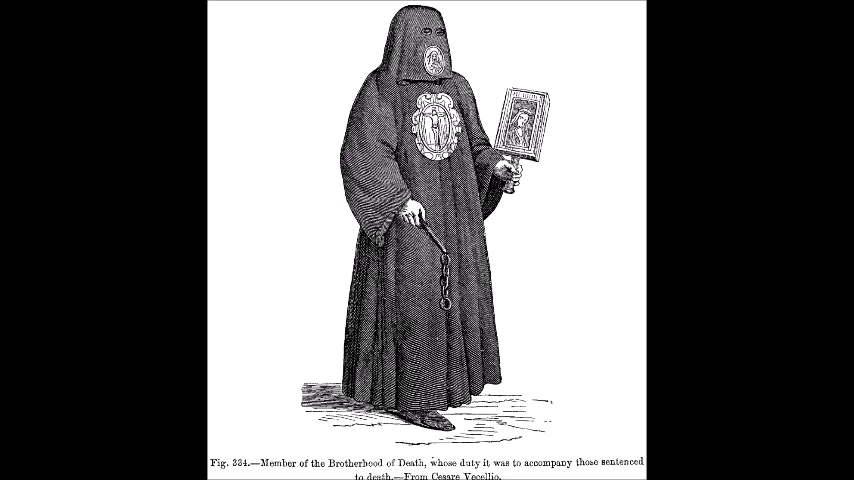 Fig. 334.—Member of the Brotherhood of Death, whose duty it was to accompany those sentenced
to death.—From Cesare Vecellio.